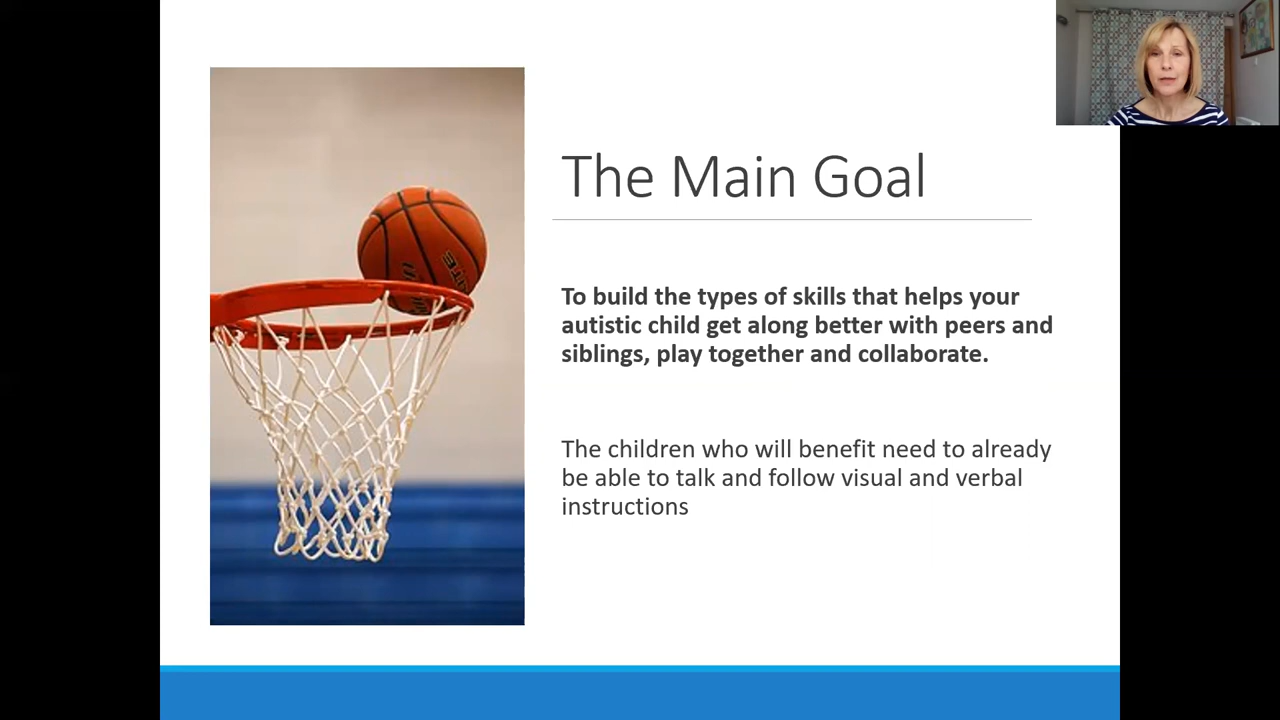 The Main Goal
To build the types of skills that helps your
autistic child get along better with peers and
siblings, play together and collaborate.
The children who will benefit need to already
be able to talk and follow visual and verbal
instructions